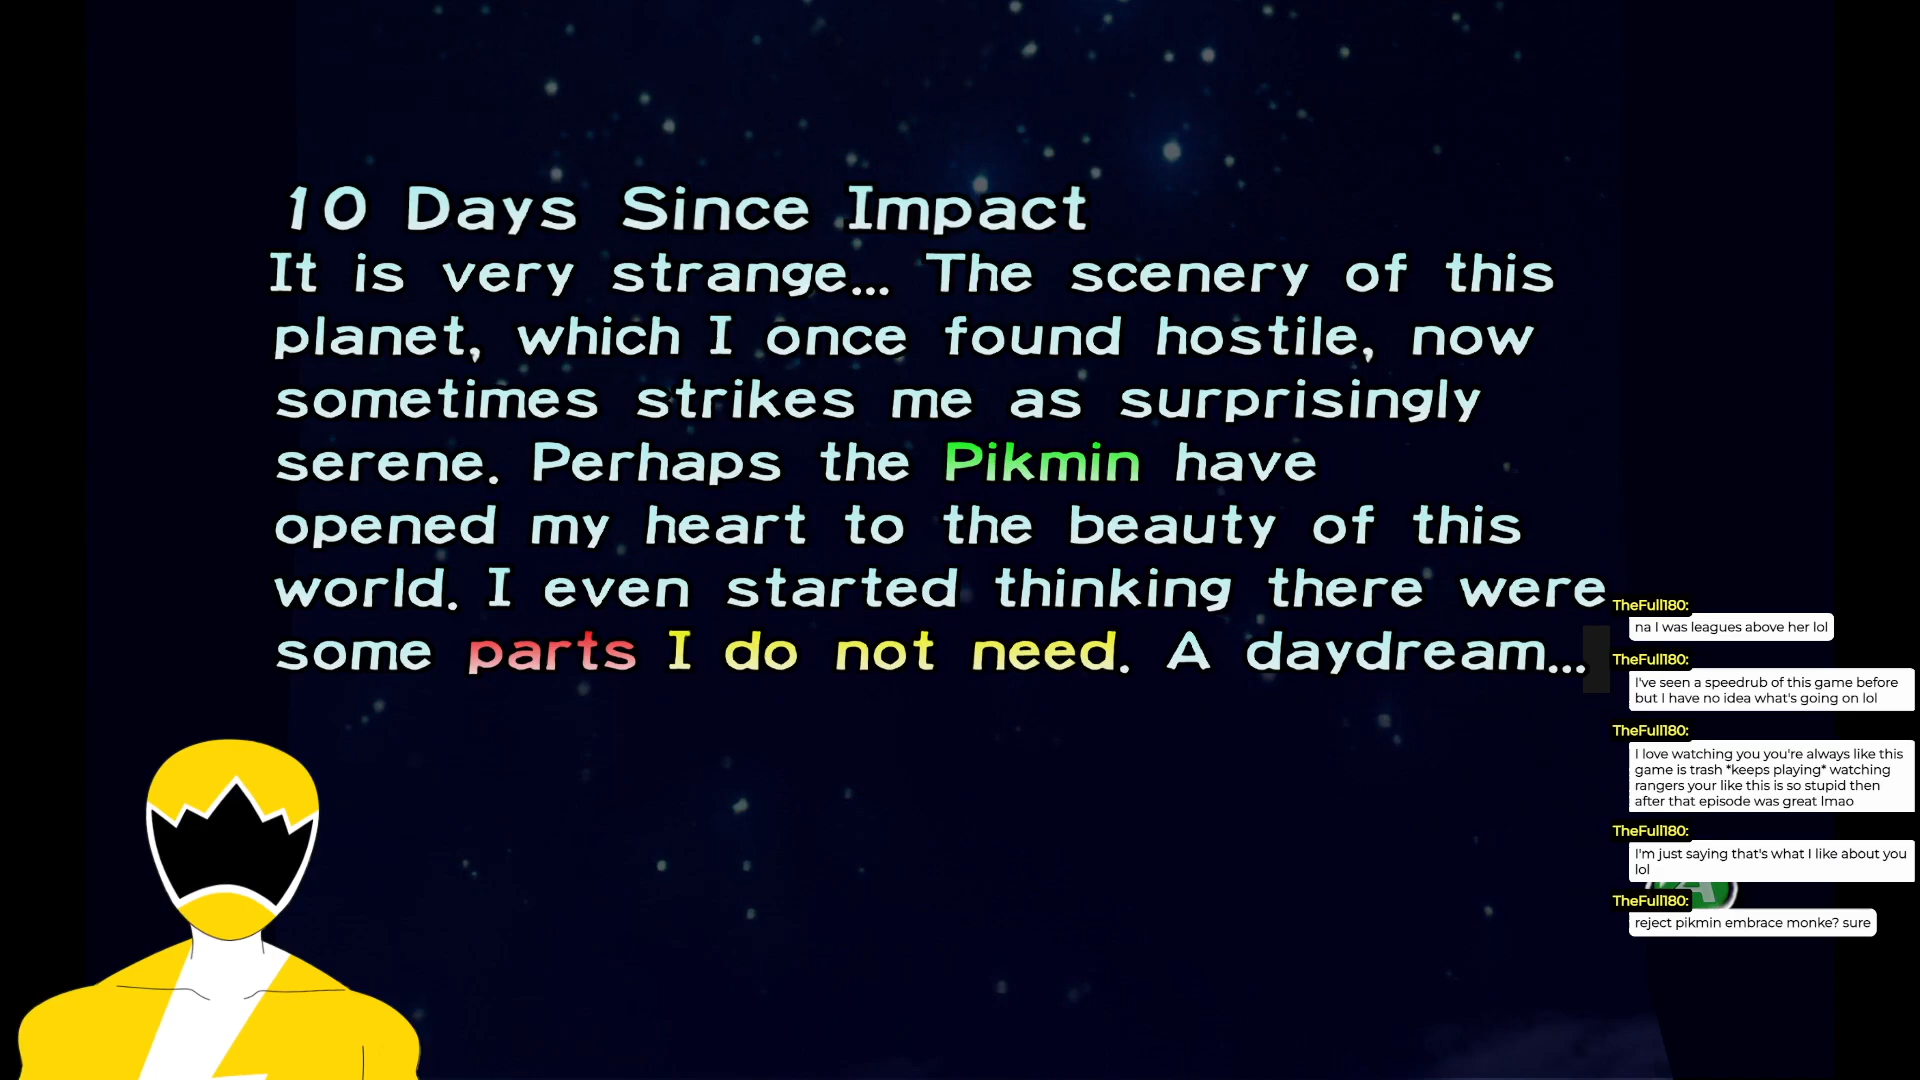 10 Days Since Impact
It is very strange... The scenery of this
planet, which I once found hostile, now
sometimes strikes me as surprisingly
serene. Perhaps the Pikmin have
opened my heart to the beauty of this
world. I even started thinking there were
some parts I do not need. A daydream...
TheFull180:
na I was leagues above her lol
TheFull180:
I've seen a speedrub of this game before
but I have no idea what's going on lol
TheFull180:
I love watching you you're always like this
game is trash *keeps playing* watching
rangers your like this is so stupid then
after that episode was great lmao
TheFull180:
I'm just saying that's what I like about you
lol
A
TheFull180:
reject pikmin embrace monke? sure